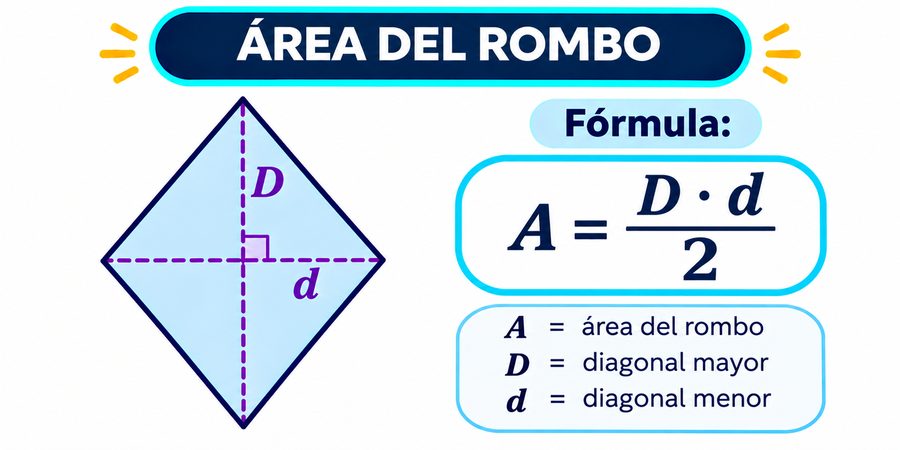 ÁREA DEL ROMBO
D
d
Fórmula:
A = D · d
2
A = área del rombo
D = diagonal mayor
d = diagonal menor